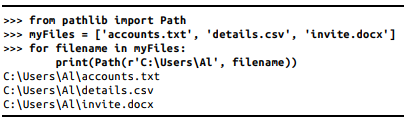 >>> from pathlib import Path
>>> myFiles = ['accounts.txt', 'details.csv', 'invite.docx']
>>> for filename in myFiles:
        print(Path(r'C:\Users\Al', filename))
C:\Users\Al\accounts.txt
C:\Users\Al\details.csv
C:\Users\Al\invite.docx